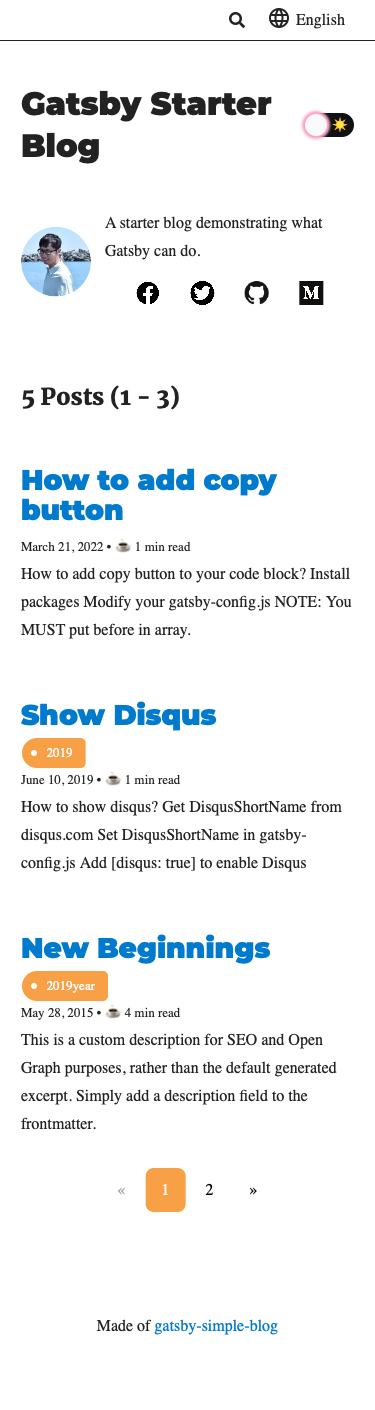 English
Gatsby Starter
Blog
A starter blog demonstrating what
Gatsby can do.
5 Posts (1 - 3)
How to add copy
button
March 21, 2022 • ☕ 1 min read
How to add copy button to your code block? Install
packages Modify your gatsby-config.js NOTE: You
MUST put before in array.
Show Disqus
2019
June 10, 2019 • ☕ 1 min read
How to show disqus? Get DisqusShortName from
disqus.com Set DisqusShortName in gatsby-
config.js Add [disqus: true] to enable Disqus
New Beginnings
2019year
May 28, 2015 • ☕ 4 min read
This is a custom description for SEO and Open
Graph purposes, rather than the default generated
excerpt. Simply add a description field to the
frontmatter.
« 1 2 »
Made of gatsby-simple-blog